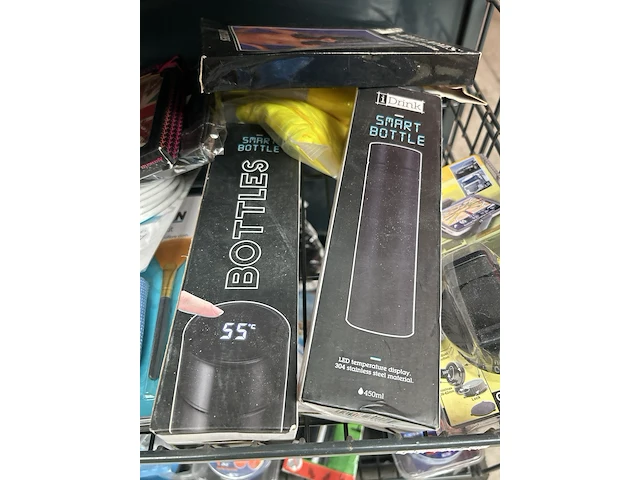 SMART
BOTTLE
BOTTLES
55°C
iDrink
SMART
BOTTLE
LED temperature display.
304 stainless steel material.
450ml